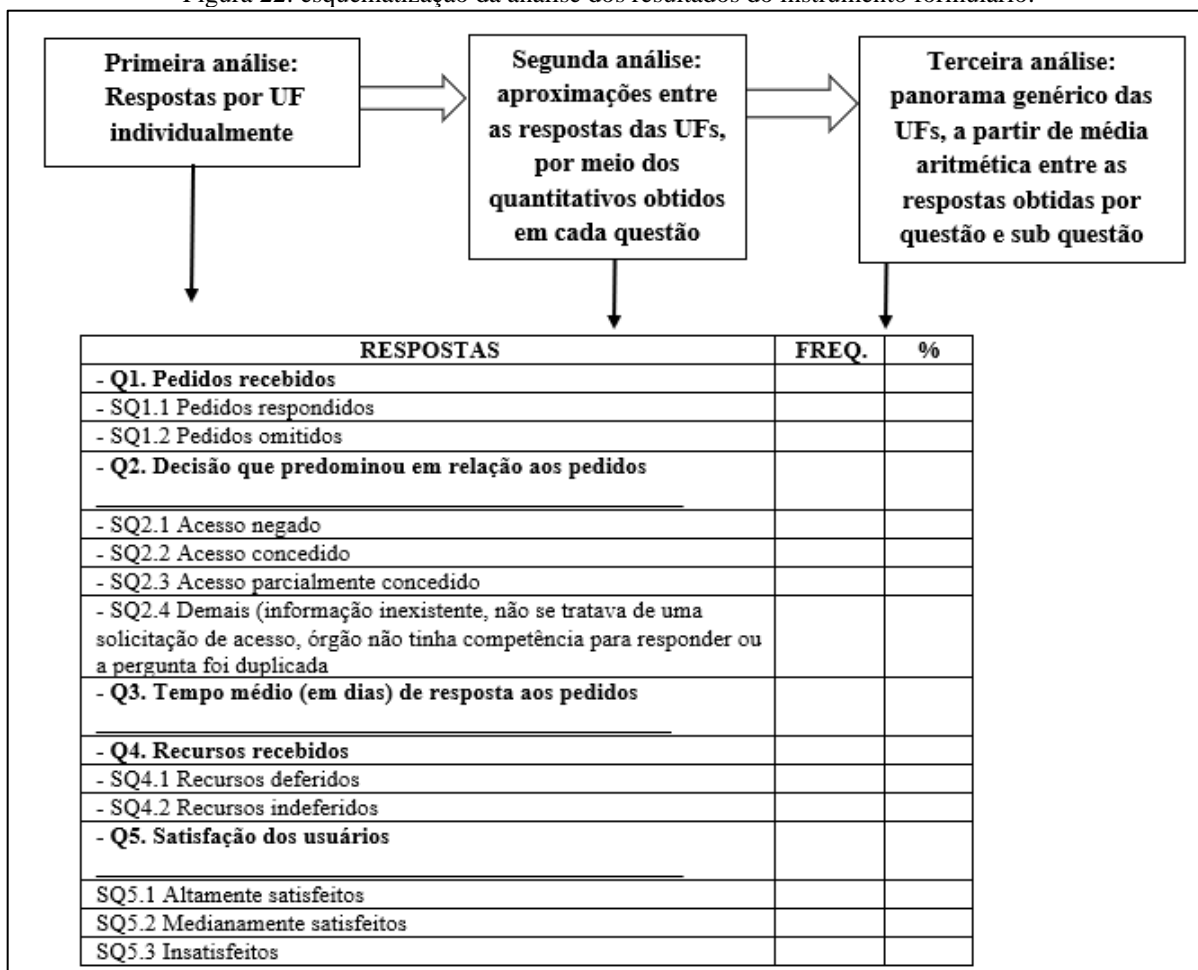 Figura 22: esquematização da análise dos resultados do instrumento formulário.
Primeira análise:
Respostas por UF
individualmente
Segunda análise:
aproximações entre
as respostas das UFs,
por meio dos
quantitativos obtidos
em cada questão
Terceira análise:
panorama genérico das
UFs, a partir de média
aritmética entre as
respostas obtidas por
questão e sub questão
RESPOSTAS FREQ. %
- Q1. Pedidos recebidos
- SQ1.1 Pedidos respondidos
- SQ1.2 Pedidos omitidos
- Q2. Decisão que predominou em relação aos pedidos
- SQ2.1 Acesso negado
- SQ2.2 Acesso concedido
- SQ2.3 Acesso parcialmente concedido
- SQ2.4 Demais (informação inexistente, não se tratava de uma
solicitação de acesso, órgão não tinha competência para responder ou
a pergunta foi duplicada
- Q3. Tempo médio (em dias) de resposta aos pedidos
- Q4. Recursos recebidos
- SQ4.1 Recursos deferidos
- SQ4.2 Recursos indeferidos
- Q5. Satisfação dos usuários
SQ5.1 Altamente satisfeitos
SQ5.2 Medianamente satisfeitos
SQ5.3 Insatisfeitos